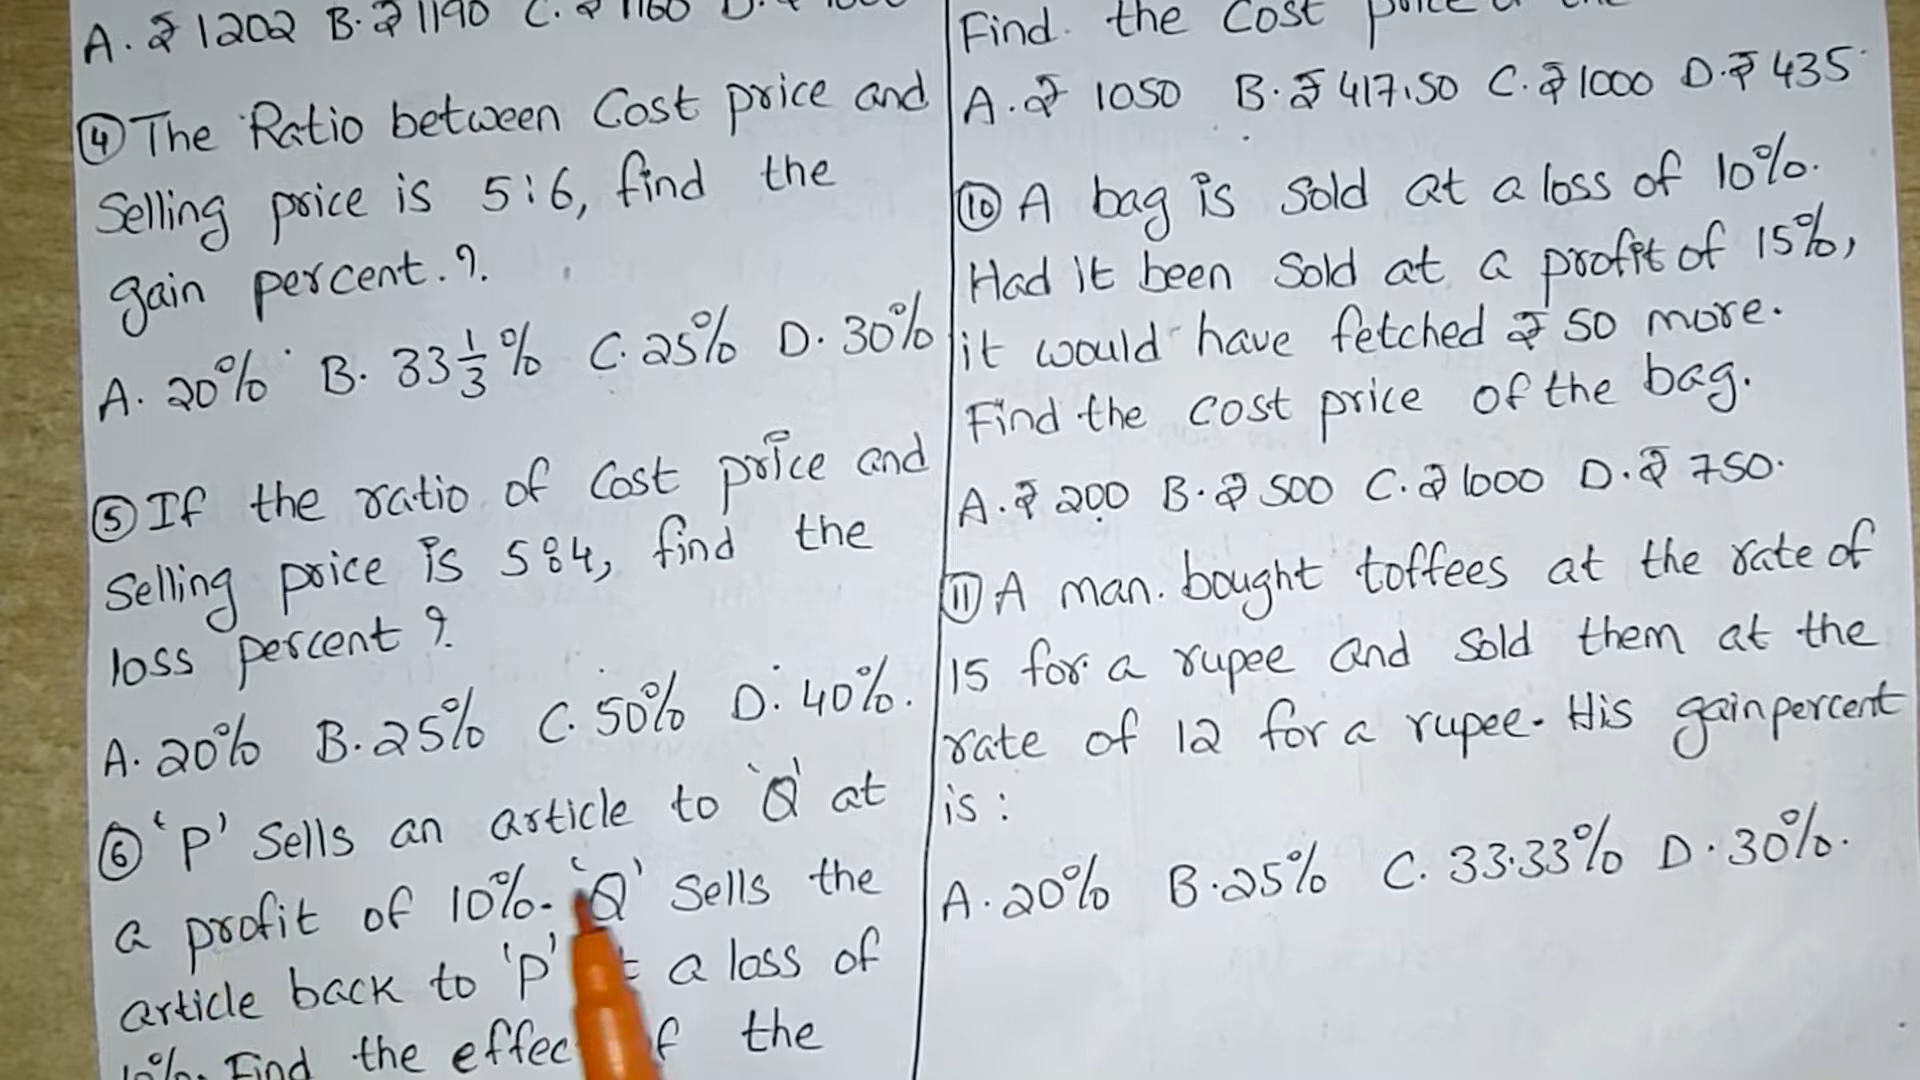 A. ₹ 1202 B. ₹ 1190 C. ₹ 1160 D. ₹
④ The Ratio between Cost price and
Selling price is 5:6, find the
gain percent.?.
A. 20% B. 33 1/3 % C. 25% D. 30%
⑤ If the ratio of Cost price and
Selling price is 5:4, find the
loss percent ?
A. 20% B. 25% C. 50% D. 40%.
⑥ 'P' Sells an article to 'Q' at
a profit of 10%. 'Q' Sells the
article back to 'P' a loss of
10%. Find the the
Find the Cost price
A. ₹ 1050 B. ₹ 417.50 C. ₹ 1000 D. ₹ 435
⑩ A bag is Sold at a loss of 10%.
Had it been Sold at a profit of 15%,
it would have fetched ₹ 50 more.
Find the cost price of the bag.
A. ₹ 200 B. ₹ 500 C. ₹ 1000 D. ₹ 750.
⑪ A man. bought toffees at the rate of
15 for a rupee and sold them at the
rate of 12 for a rupee. His gain percent
is:
A. 20% B. 25% C. 33.33% D. 30%.